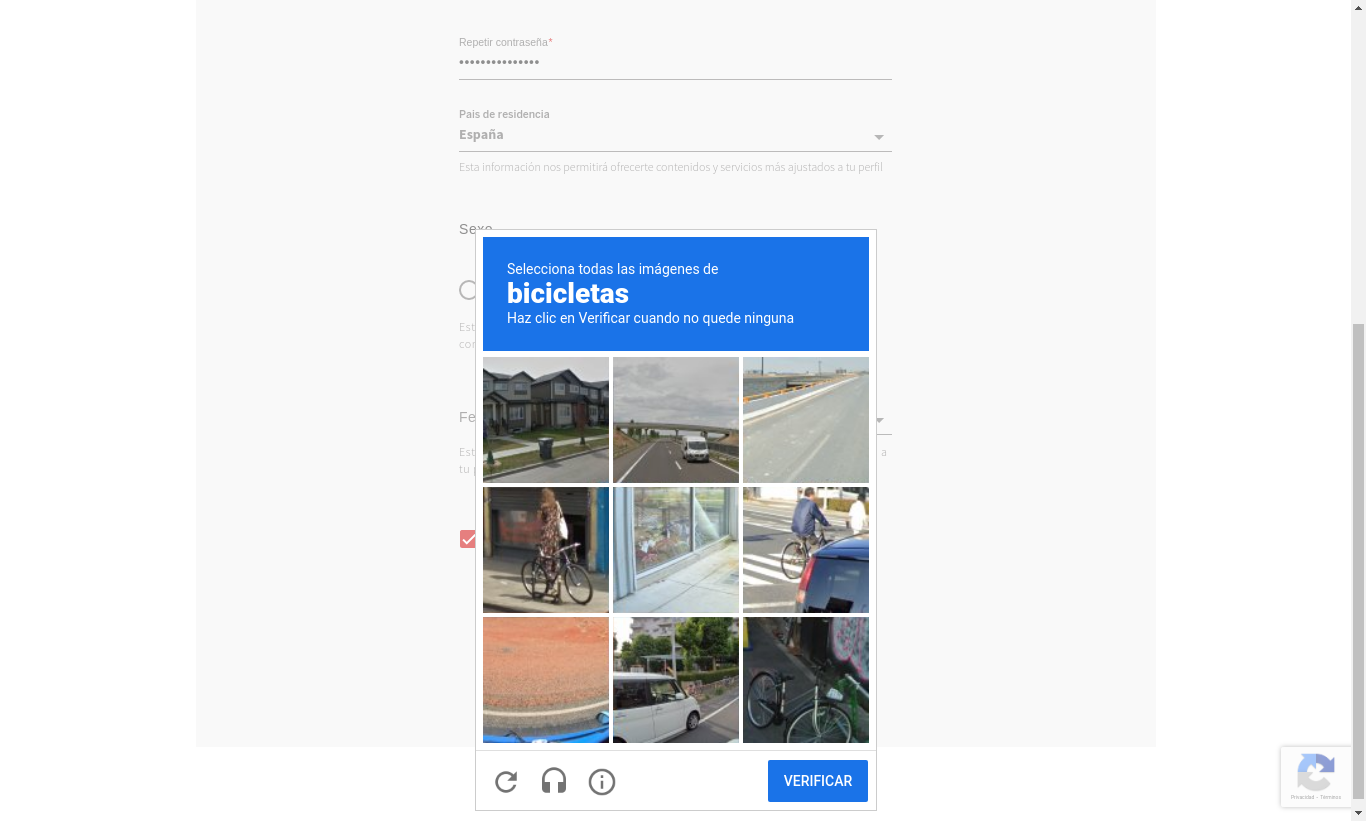 Repetir contraseña*
•••••••••••••••
País de residencia
España
Esta información nos permitirá ofrecerte contenidos y servicios más ajustados a tu perfil
Sexo
Selecciona todas las imágenes de
bicicletas
Haz clic en Verificar cuando no quede ninguna
Est
con
Fe
Est
a
tu p
VERIFICAR
Privacidad - Términos